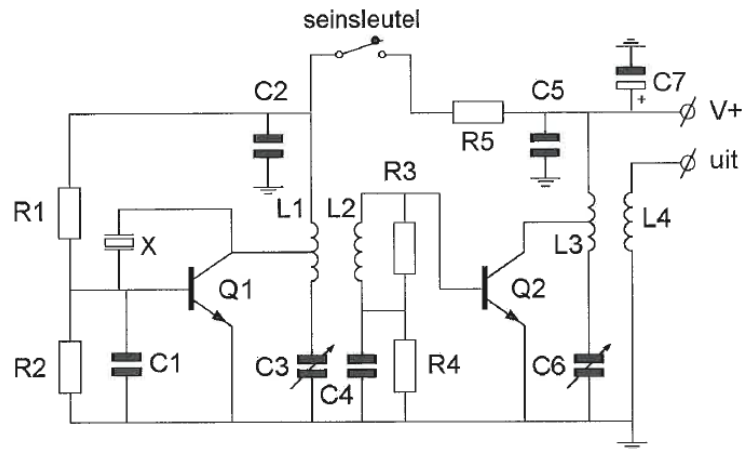 seinsleutel
C2
C5
C7
+
V+
R5
uit
R3
R1
L1
L2
L3
L4
X
Q1
Q2
R2
C1
C3
C4
R4
C6